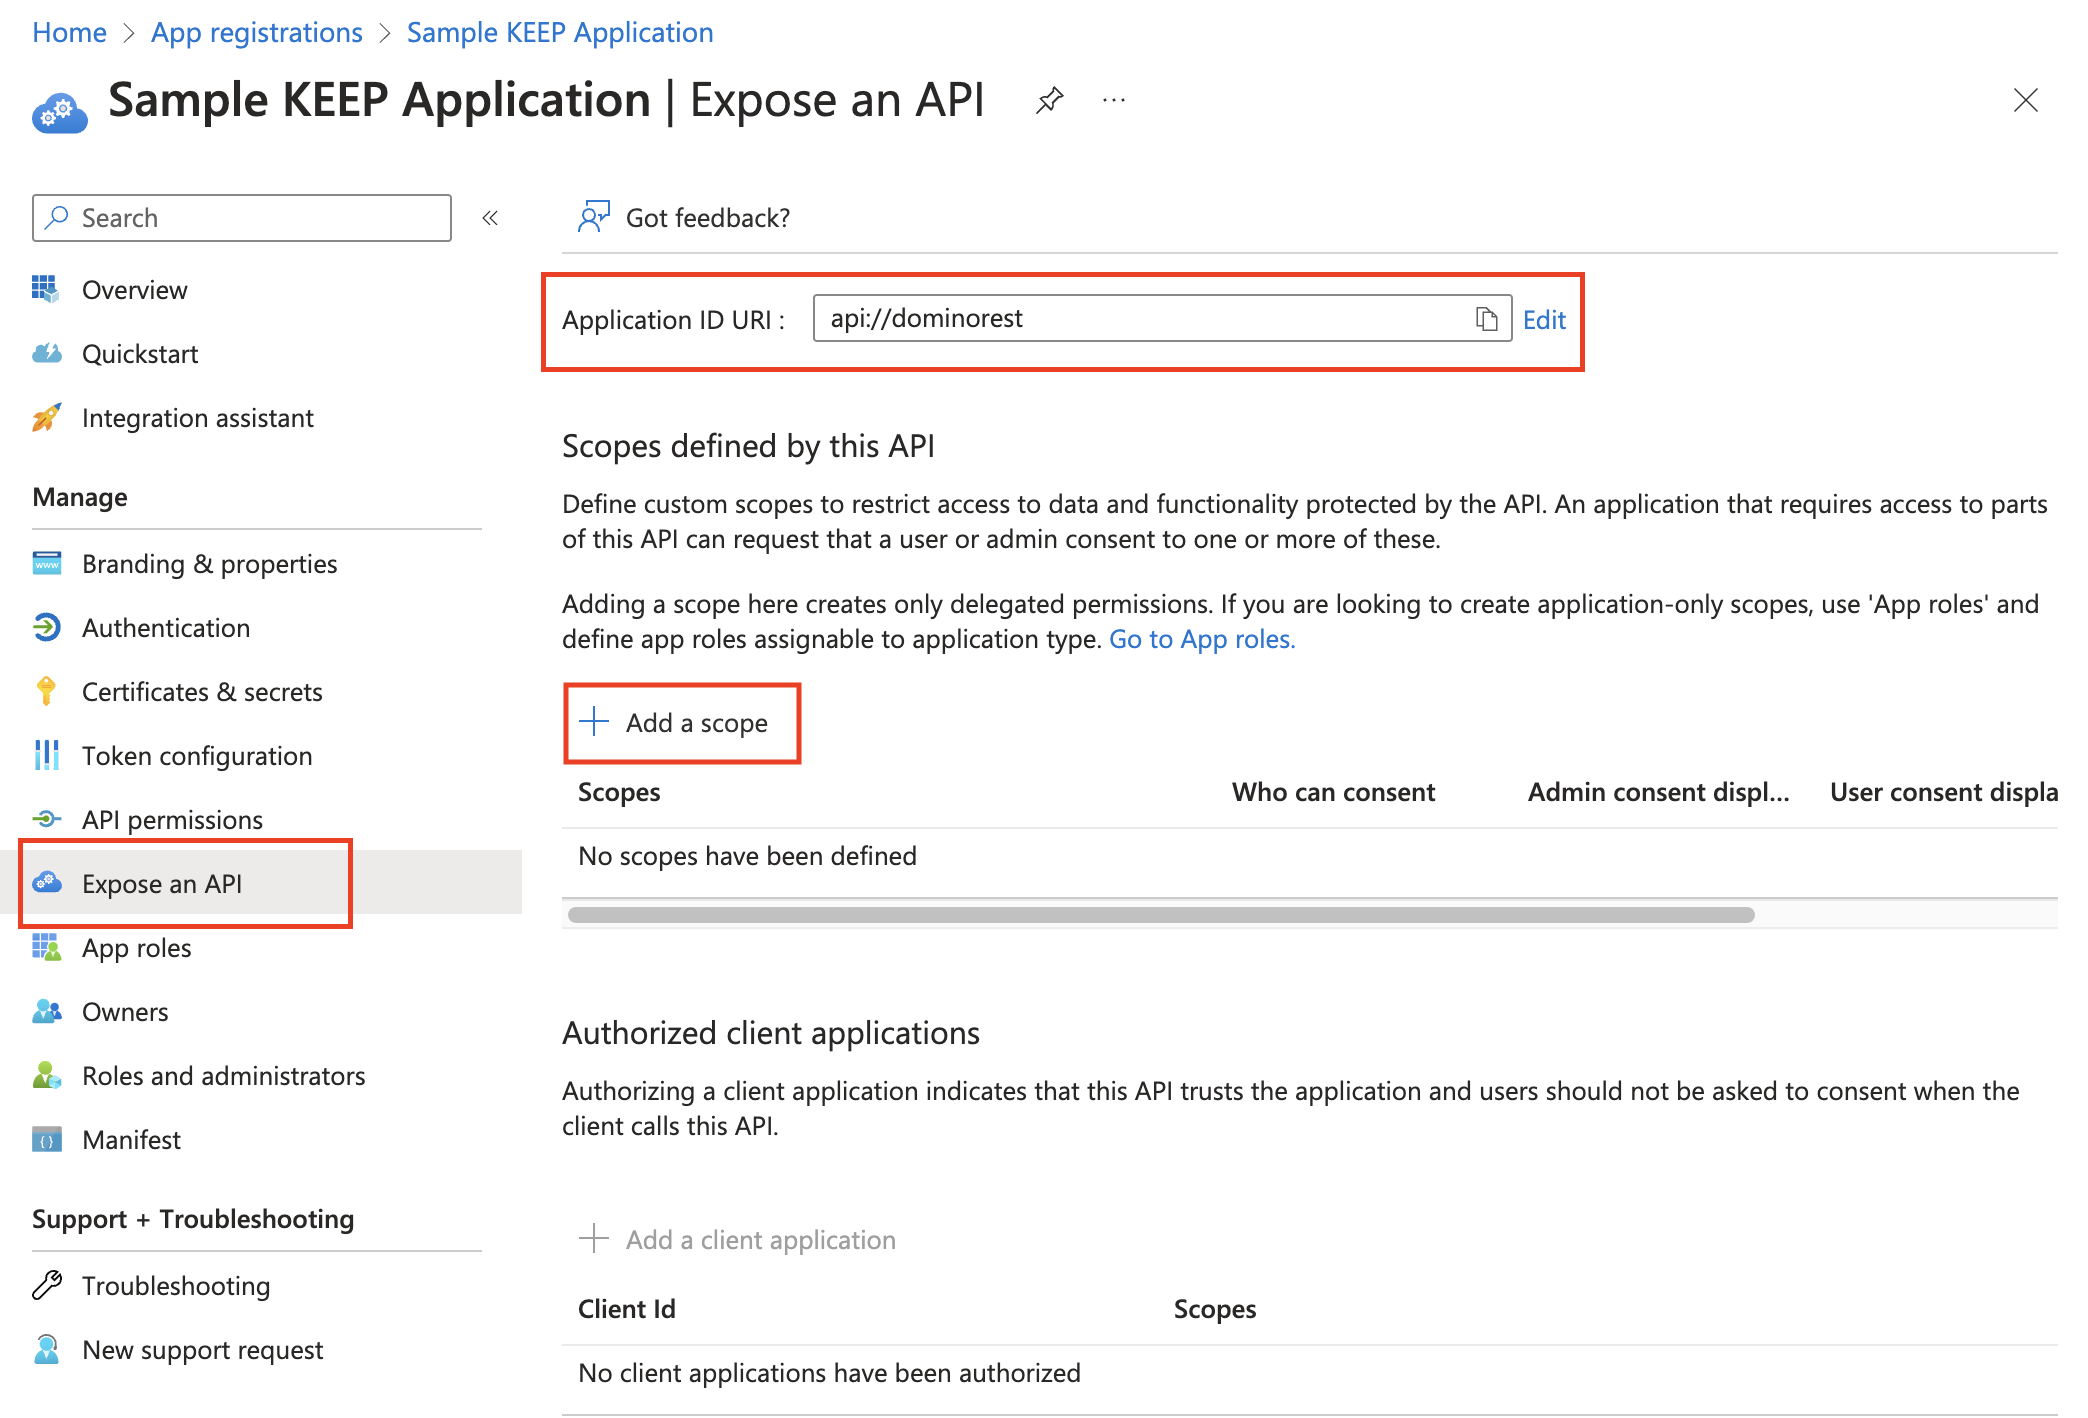 Home > App registrations > Sample KEEP Application
Sample KEEP Application | Expose an API
Search
Got feedback?
Overview
Quickstart
Integration assistant
Manage
Branding & properties
Authentication
Certificates & secrets
Token configuration
API permissions
Expose an API
App roles
Owners
Roles and administrators
Manifest
Support + Troubleshooting
Troubleshooting
New support request
Application ID URI :
api://dominorest
Edit
Scopes defined by this API
Define custom scopes to restrict access to data and functionality protected by the API. An application that requires access to parts
of this API can request that a user or admin consent to one or more of these.
Adding a scope here creates only delegated permissions. If you are looking to create application-only scopes, use 'App roles' and
define app roles assignable to application type. Go to App roles.
Add a scope
Scopes Who can consent Admin consent displ... User consent displa
No scopes have been defined
Authorized client applications
Authorizing a client application indicates that this API trusts the application and users should not be asked to consent when the
client calls this API.
Add a client application
Client Id Scopes
No client applications have been authorized